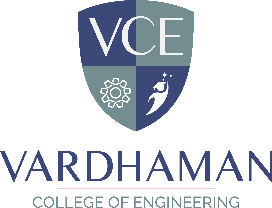 VCE
VARDHAMAN
COLLEGE OF ENGINEERING